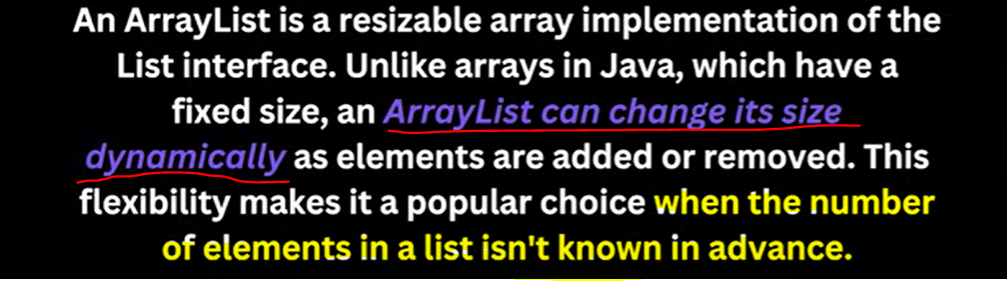 An ArrayList is a resizable array implementation of the
List interface. Unlike arrays in Java, which have a
fixed size, an ArrayList can change its size
dynamically as elements are added or removed. This
flexibility makes it a popular choice when the number
of elements in a list isn't known in advance.